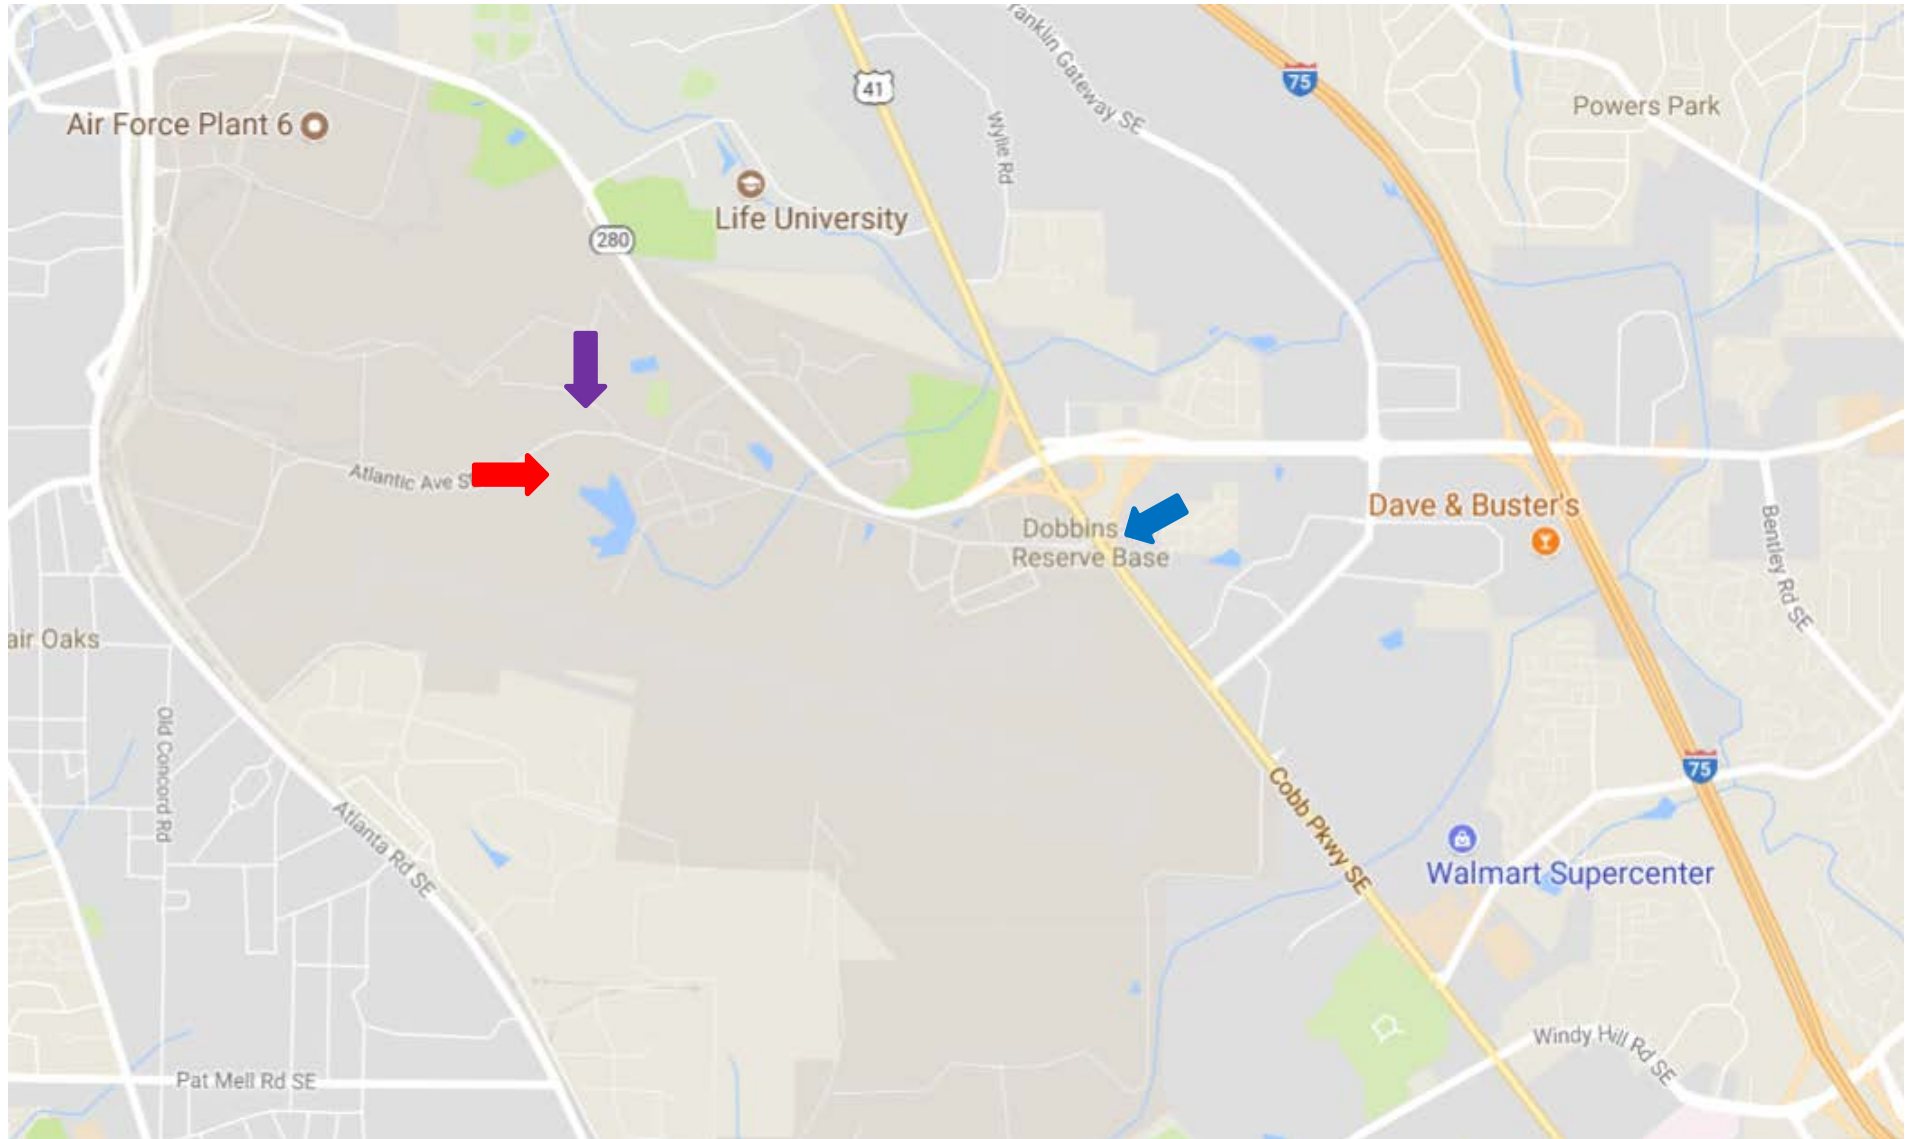 ranklin Gateway SE
41
75
Powers Park
Air Force Plant 6
Wylie Rd
Life University
280
Atlantic Ave S
Dave & Buster's
Dobbins
Reserve Base
Bentley Rd SE
air Oaks
Old Concord Rd
Atlanta Rd SE
Cobb Pkwy SE
75
Walmart Supercenter
Windy Hill Rd SE
Pat Mell Rd SE